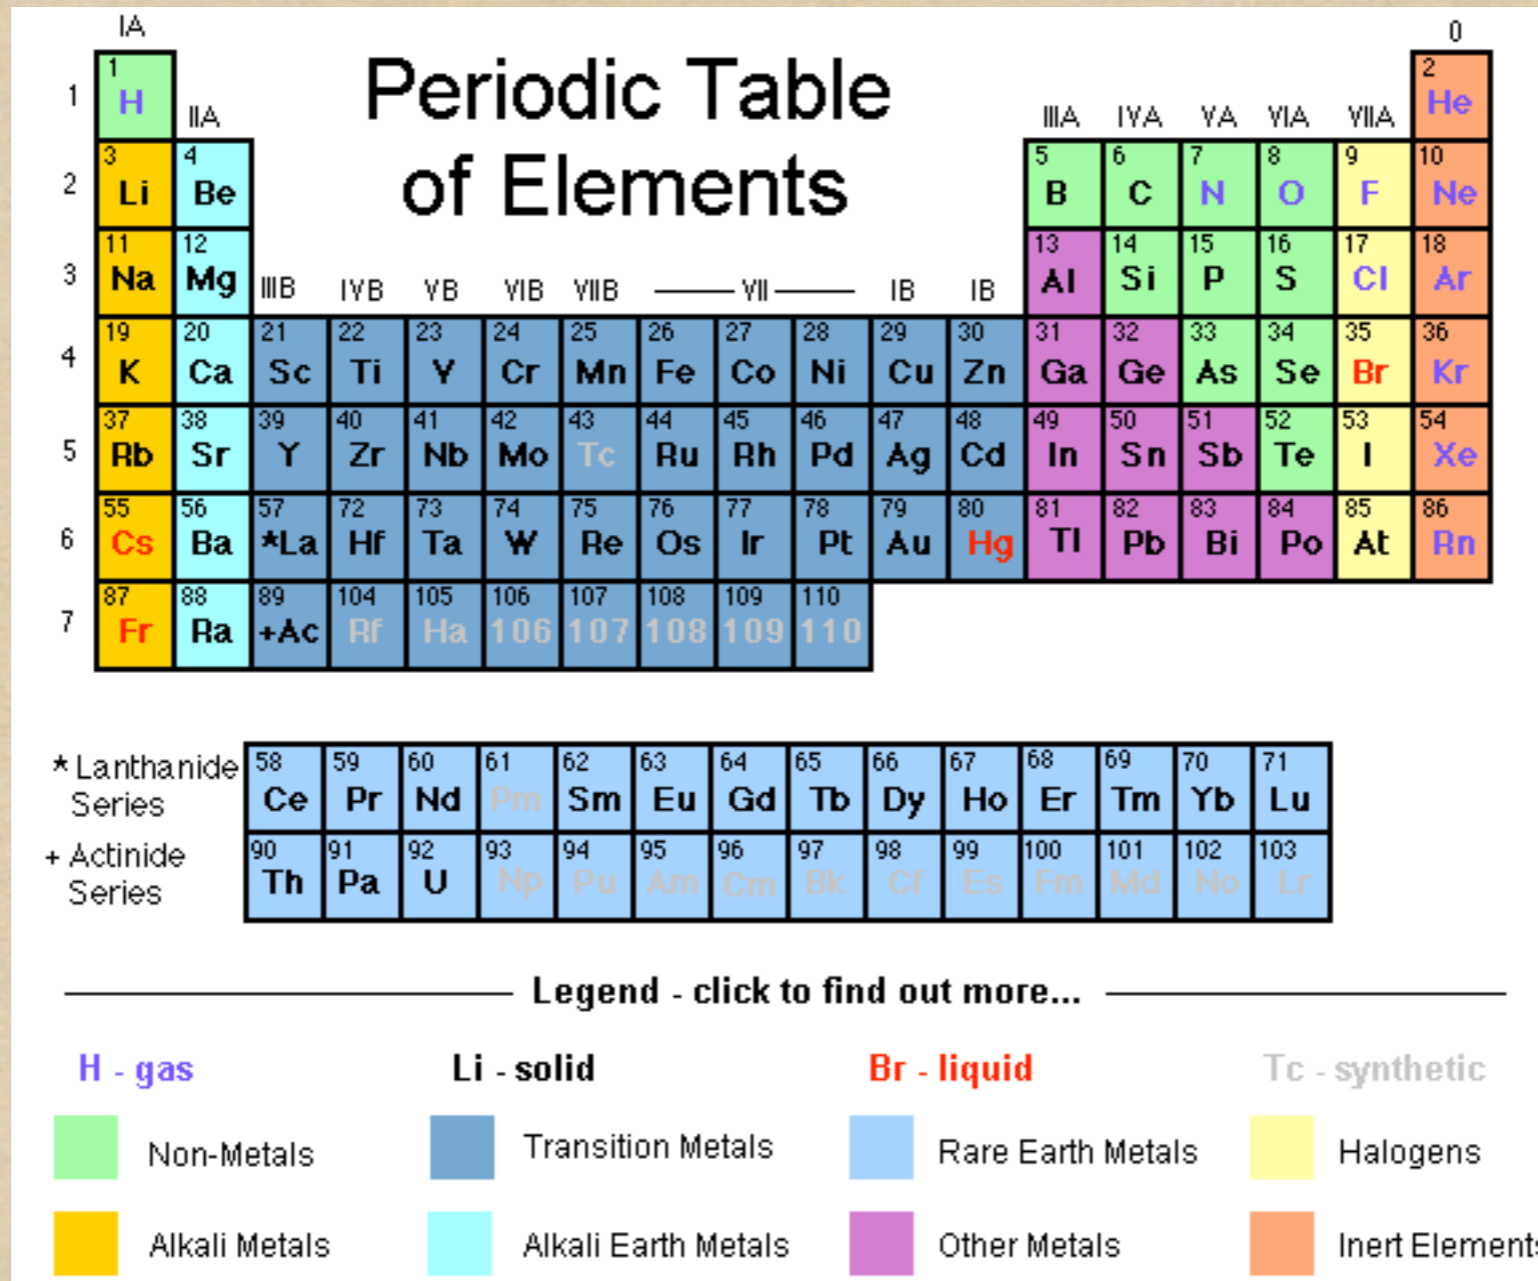 IA 0
1 H Periodic Table 2 He
1 IIA IIIA IVA VA VIA VIIA
of Elements
2 3 Li 4 Be 5 B 6 C 7 N 8 O 9 F 10 Ne
3 11 Na 12 Mg IIIB IVB VB VIB VIIB VII IB IB 13 Al 14 Si 15 P 16 S 17 Cl 18 Ar
4 19 K 20 Ca 21 Sc 22 Ti 23 V 24 Cr 25 Mn 26 Fe 27 Co 28 Ni 29 Cu 30 Zn 31 Ga 32 Ge 33 As 34 Se 35 Br 36 Kr
5 37 Rb 38 Sr 39 Y 40 Zr 41 Nb 42 Mo 43 Tc 44 Ru 45 Rh 46 Pd 47 Ag 48 Cd 49 In 50 Sn 51 Sb 52 Te 53 I 54 Xe
6 55 Cs 56 Ba 57 *La 72 Hf 73 Ta 74 W 75 Re 76 Os 77 Ir 78 Pt 79 Au 80 Hg 81 Tl 82 Pb 83 Bi 84 Po 85 At 86 Rn
7 87 Fr 88 Ra 89 +Ac 104 Rf 105 Ha 106 106 107 107 108 108 109 109 110 110
* Lanthanide Series 58 Ce 59 Pr 60 Nd 61 Pm 62 Sm 63 Eu 64 Gd 65 Tb 66 Dy 67 Ho 68 Er 69 Tm 70 Yb 71 Lu
+ Actinide Series 90 Th 91 Pa 92 U 93 Np 94 Pu 95 Am 96 Cm 97 Bk 98 Cf 99 Es 100 Fm 101 Md 102 No 103 Lr
Legend - click to find out more...
H - gas Li - solid Br - liquid Tc - synthetic
Non-Metals Transition Metals Rare Earth Metals Halogens
Alkali Metals Alkali Earth Metals Other Metals Inert Elements